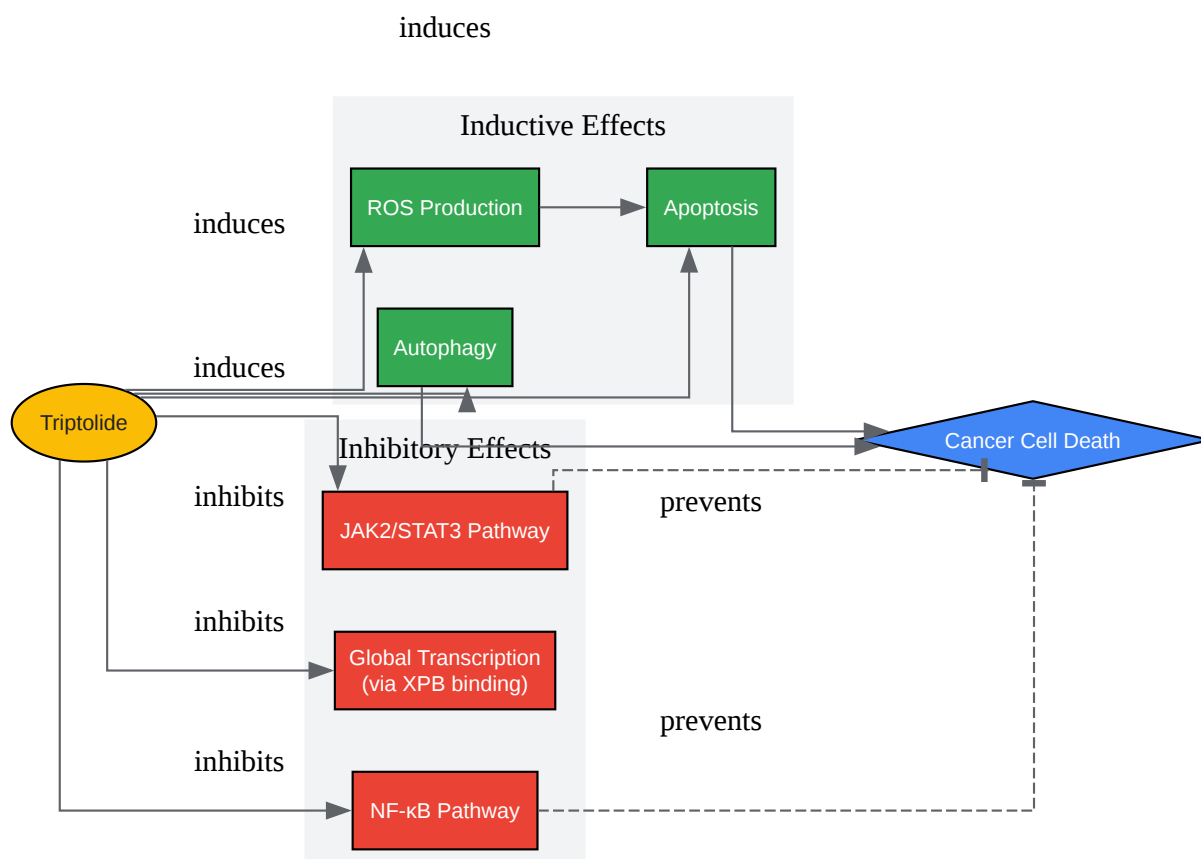 induces
Inductive Effects
ROS Production
Apoptosis
induces
Autophagy
induces
Triptolide
Cancer Cell Death
Inhibitory Effects
inhibits
prevents
JAK2/STAT3 Pathway
inhibits
Global Transcription
(via XPB binding)
prevents
inhibits
NF-κB Pathway